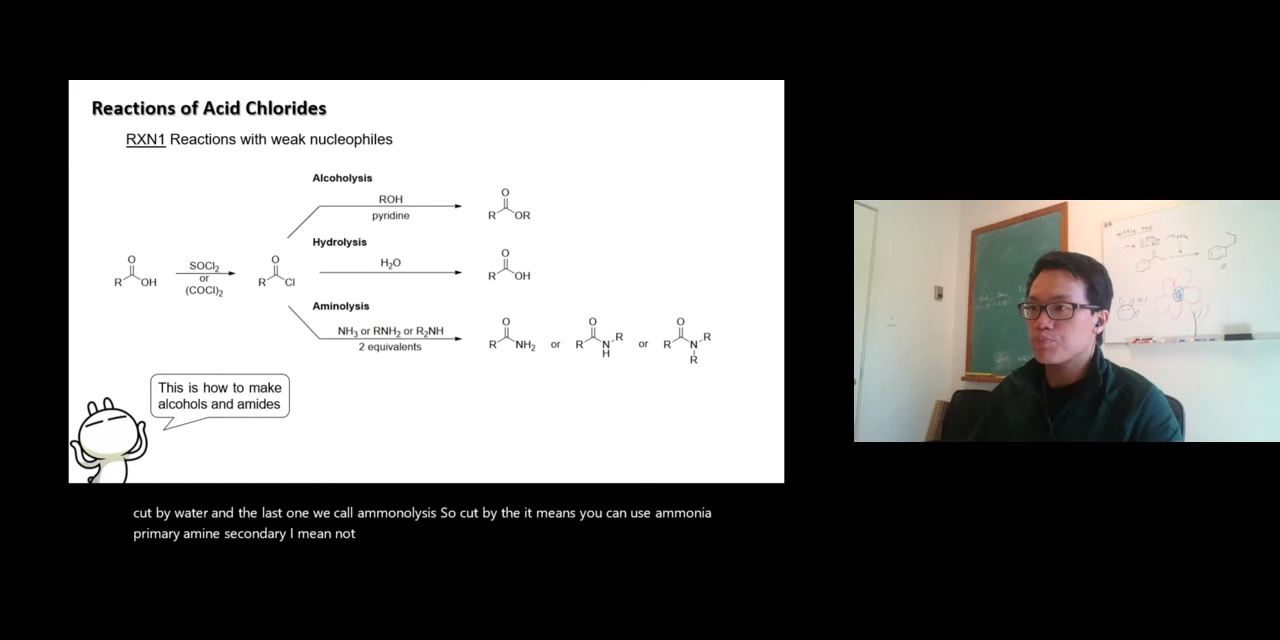 Reactions of Acid Chlorides
RXN1 Reactions with weak nucleophiles
Alcoholysis
ROH
pyridine
O
R OR
Hydrolysis
H2O
O
R OH
O
R OH
SOCl2
or
(COCl)2
O
R Cl
Aminolysis
NH3 or RNH2 or R2NH
2 equivalents
O
R NH2
or
O
R N R
H
or
O
R N R
R
This is how to make
alcohols and amides
cut by water and the last one we call ammonolysis So cut by the it means you can use ammonia
primary amine secondary I mean not